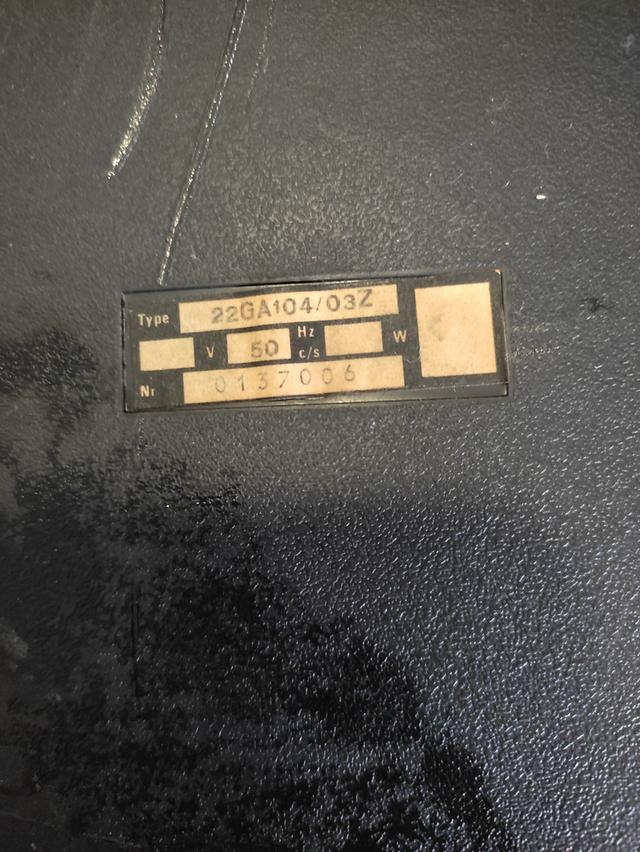 Type 22GA104/03Z
V 50 Hz c/s W
Nr 0137006